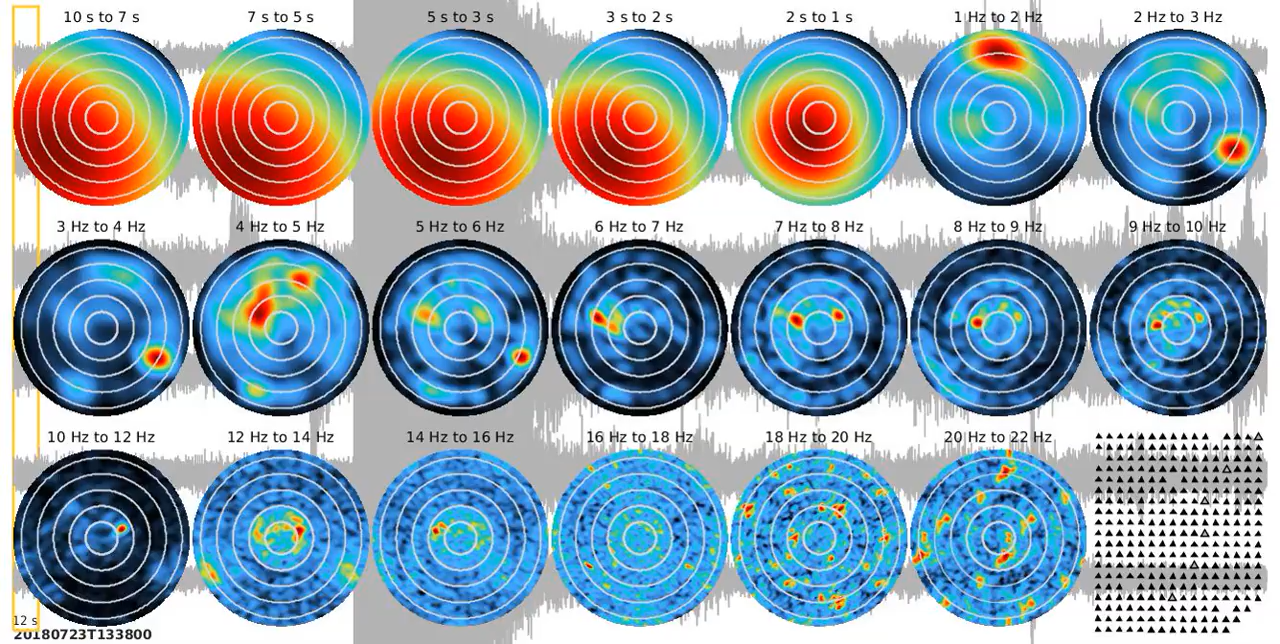 10 s to 7 s
7 s to 5 s
5 s to 3 s
3 s to 2 s
2 s to 1 s
1 Hz to 2 Hz
2 Hz to 3 Hz
3 Hz to 4 Hz
4 Hz to 5 Hz
5 Hz to 6 Hz
6 Hz to 7 Hz
7 Hz to 8 Hz
8 Hz to 9 Hz
9 Hz to 10 Hz
10 Hz to 12 Hz
12 Hz to 14 Hz
14 Hz to 16 Hz
16 Hz to 18 Hz
18 Hz to 20 Hz
20 Hz to 22 Hz
12 s
20180723T133800